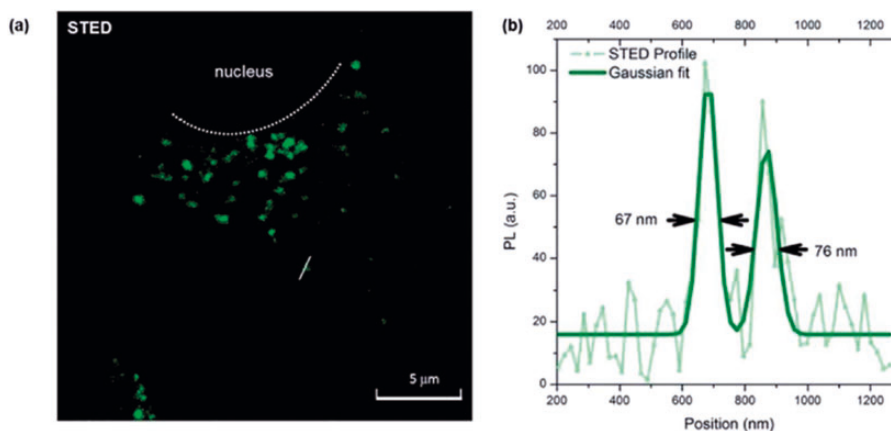 (a)
STED
nucleus
5 μm
(b)
200 400 600 800 1000 1200
STED Profile
Gaussian fit
100
80
60
40
20
0
PL (a.u.)
67 nm
76 nm
200 400 600 800 1000 1200
Position (nm)